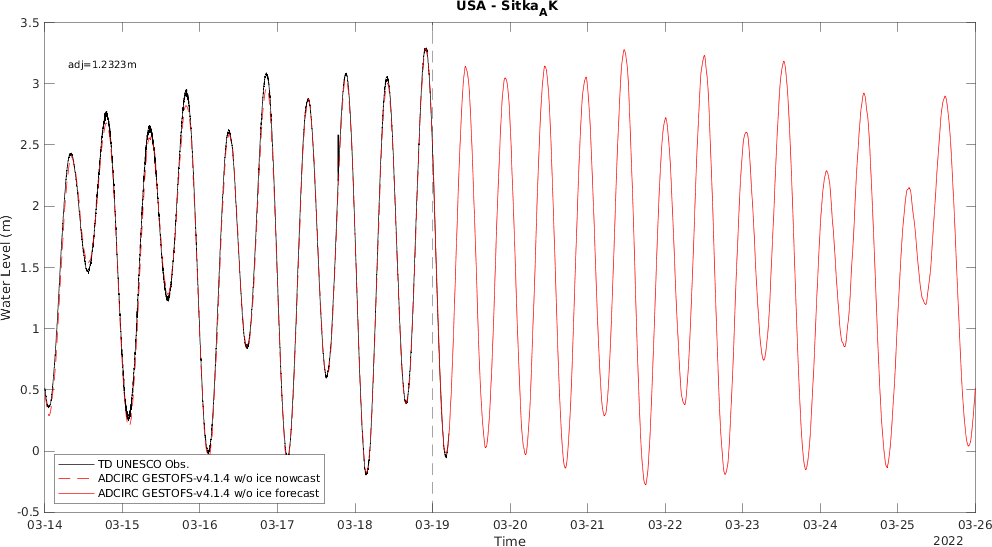 USA - Sitka_AK
3.5
adj=1.2323m
3
2.5
2
1.5
1
0.5
0
-0.5
Water Level (m)
TD UNESCO Obs.
ADCIRC GESTOFS-v4.1.4 w/o ice nowcast
ADCIRC GESTOFS-v4.1.4 w/o ice forecast
03-14 03-15 03-16 03-17 03-18 03-19 03-20 03-21 03-22 03-23 03-24 03-25 03-26
Time
2022